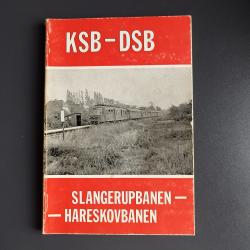 KSB – DSB
SLANGERUPBANEN –
– HARESKOVBANEN